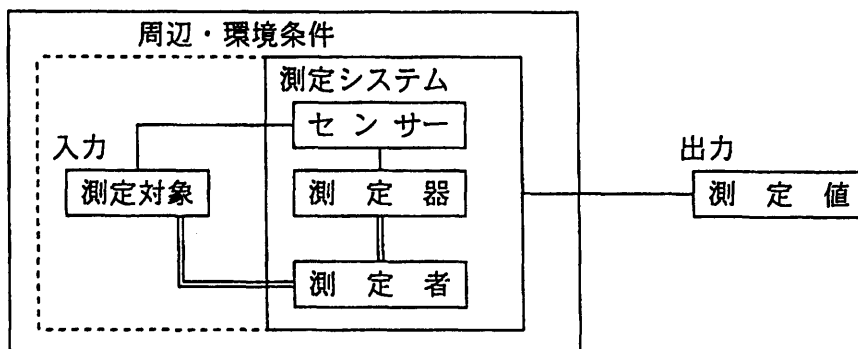 周辺・環境条件
測定システム
センサー
入力
測定対象
測定器
測定者
出力
測定値